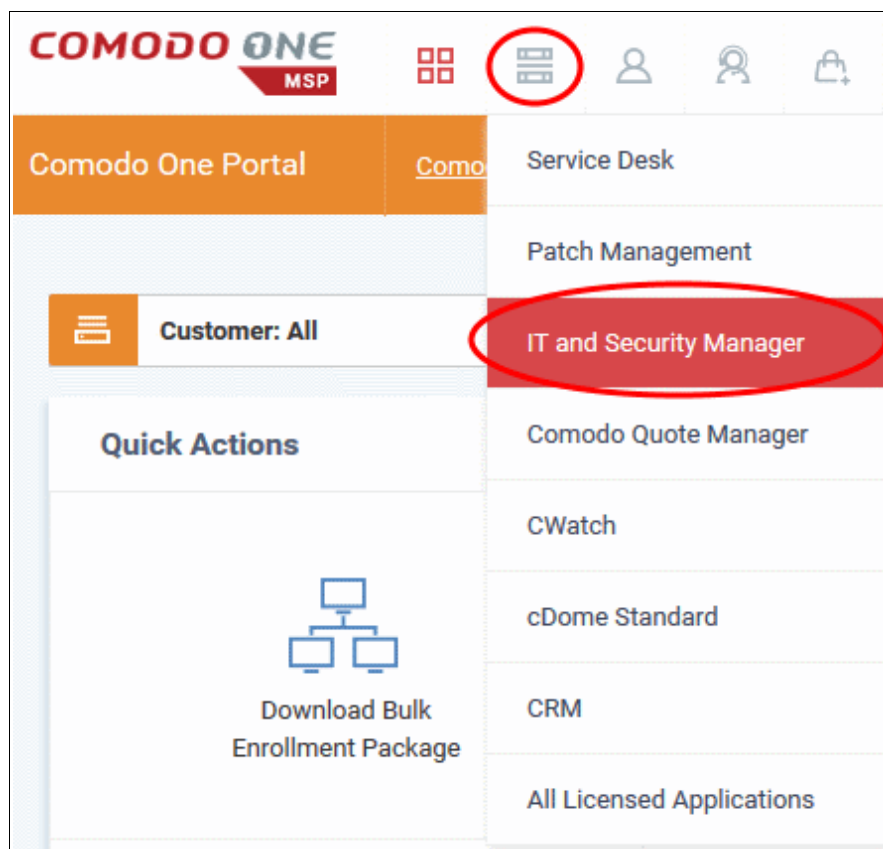 COMODO ONE
MSP
Comodo One Portal
Como
Service Desk
Patch Management
Customer: All
IT and Security Manager
Quick Actions
Comodo Quote Manager
CWatch
cDome Standard
Download Bulk
Enrollment Package
CRM
All Licensed Applications